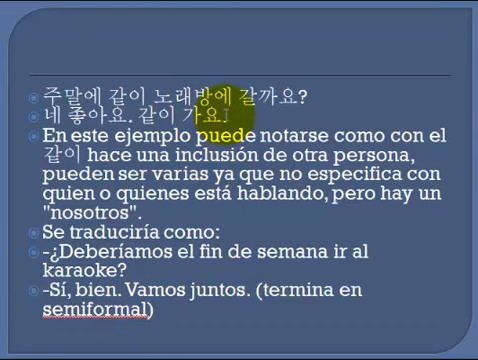 주말에 같이 노래방에 갈까요?
네 좋아요. 같이 가요.
En este ejemplo puede notarse como con el
같이 hace una inclusión de otra persona,
pueden ser varias ya que no especifica con
quien o quienes está hablando, pero hay un
"nosotros".
Se traduciría como:
-¿Deberíamos el fin de semana ir al
karaoke?
-Sí, bien. Vamos juntos. (termina en
semiformal)